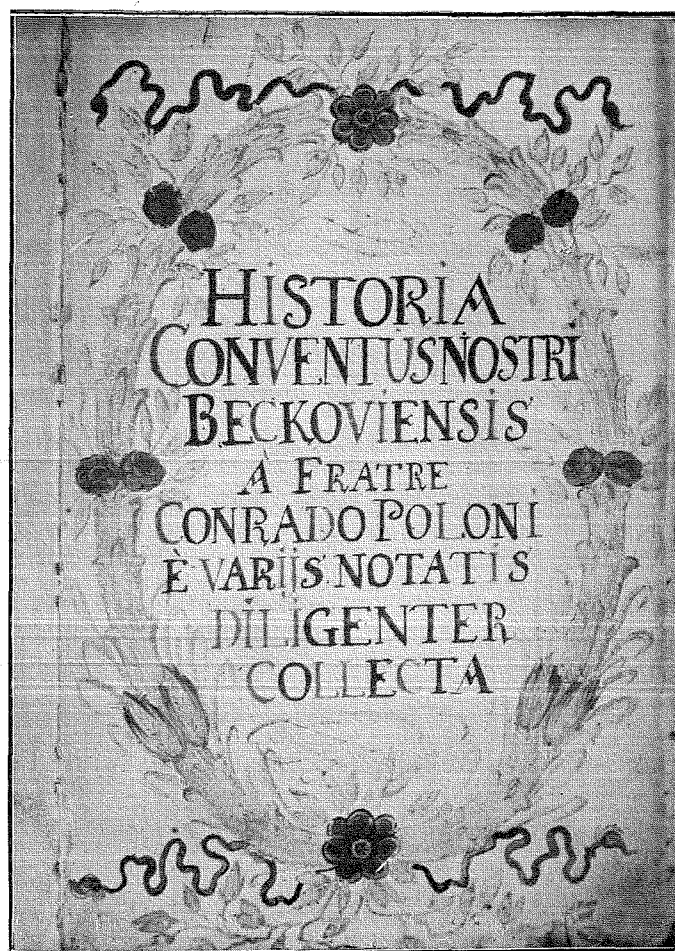 HISTORIA
CONVENTUS NOSTRI
BECKOVIENSIS
À FRATRE
CONRADO POLONI
È VARIJS NOTATIS
DILIGENTER
COLLECTA